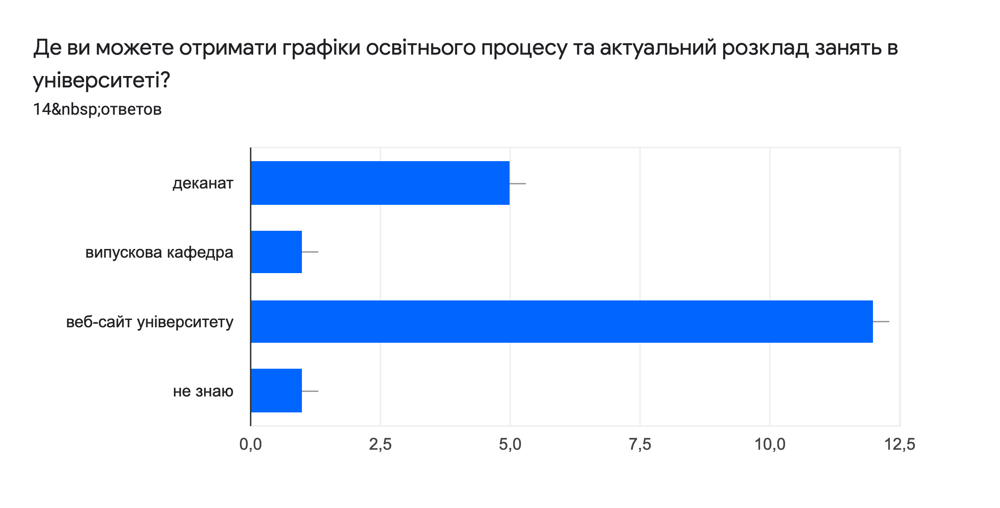 Де ви можете отримати графіки освітнього процесу та актуальний розклад занять в
університеті?
14&nbsp;ответов
деканат
випускова кафедра
веб-сайт університету
не знаю
0,0 2,5 5,0 7,5 10,0 12,5